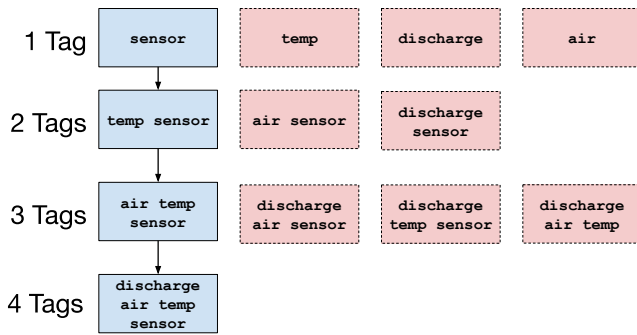 1 Tag
sensor
temp
discharge
air
2 Tags
temp sensor
air sensor
discharge
sensor
3 Tags
air temp
sensor
discharge
air sensor
discharge
temp sensor
discharge
air temp
4 Tags
discharge
air temp
sensor